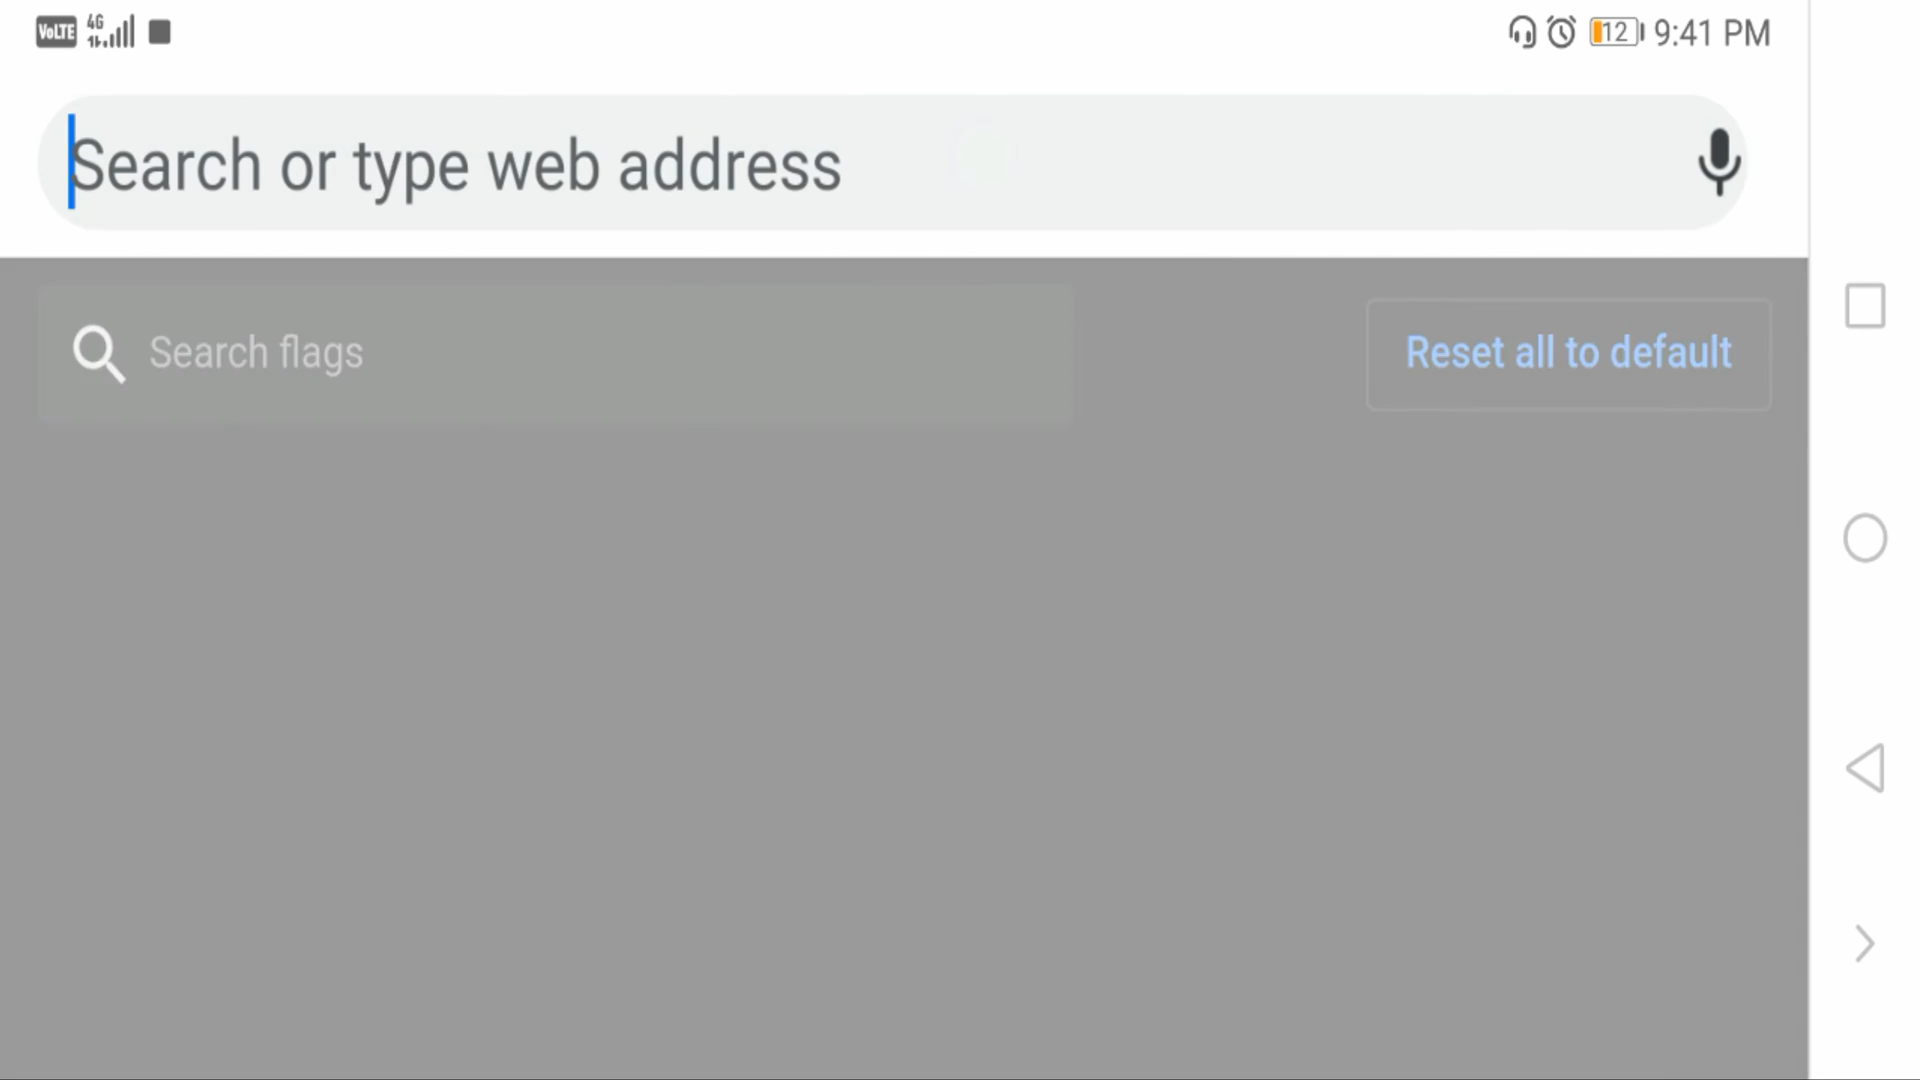 VoLTE 4G 12 9:41 PM
Search or type web address
Search flags
Reset all to default